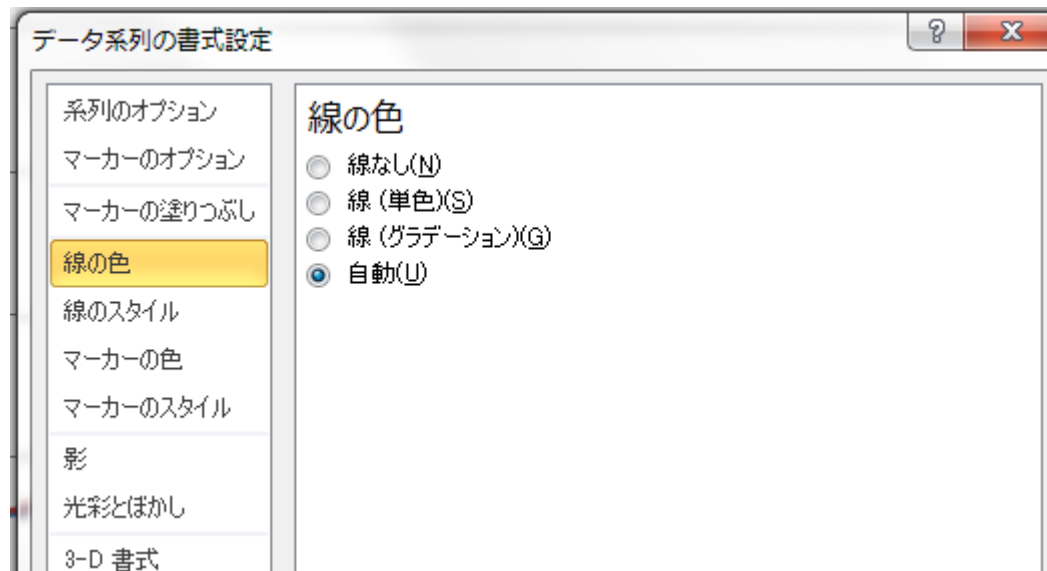 データ系列の書式設定
系列のオプション
マーカーのオプション
マーカーの塗りつぶし
線の色
線のスタイル
マーカーの色
マーカーのスタイル
影
光彩とぼかし
3-D 書式
線の色
線なし(N)
線 (単色)(S)
線 (グラデーション)(G)
自動(U)